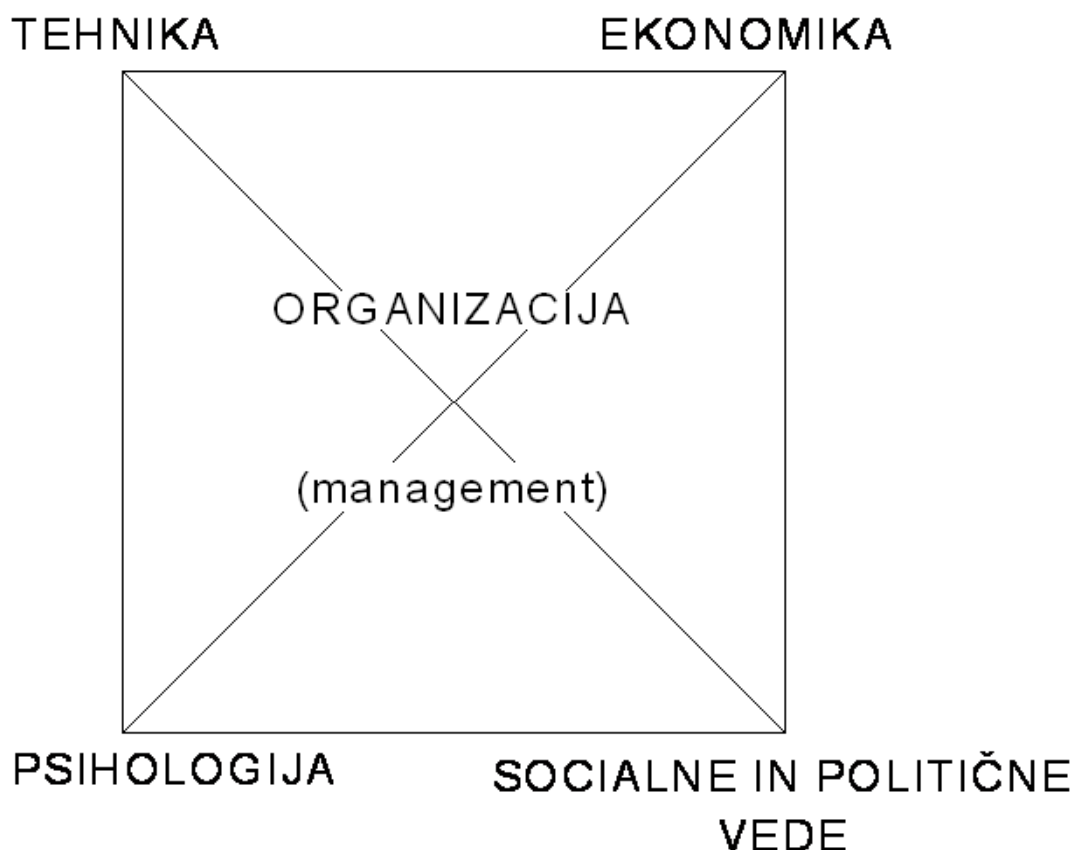 TEHNIKA
EKONOMIKA
ORGANIZACIJA
(management)
PSIHOLOGIJA
SOCIALNE IN POLITIČNE
VEDE